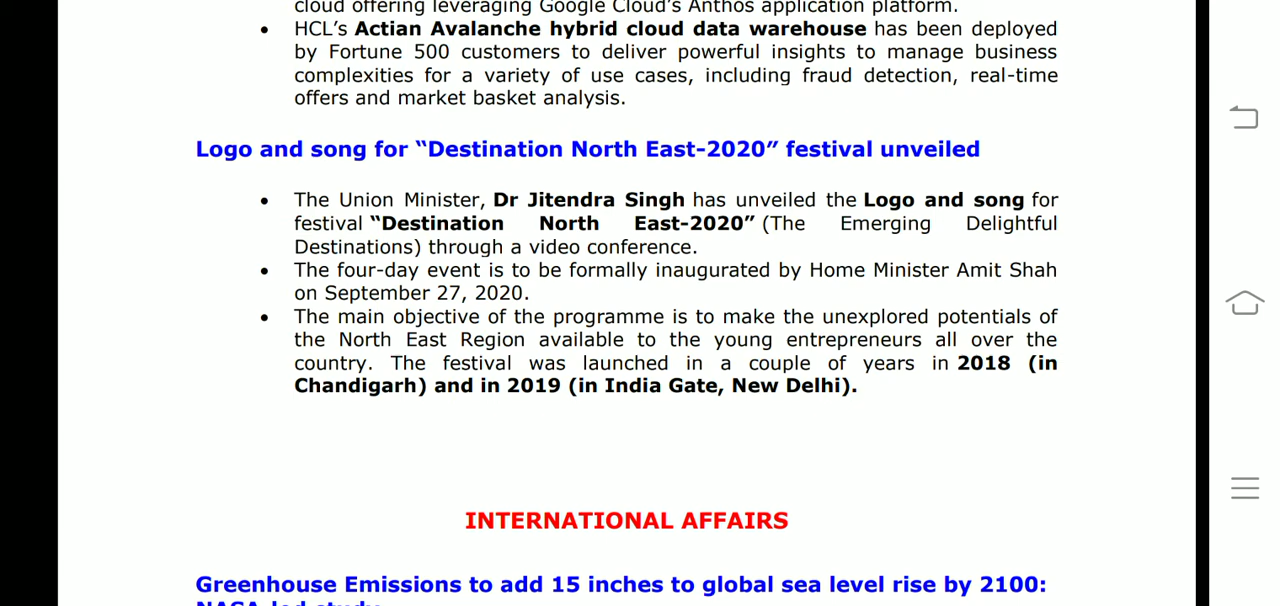 cloud offering leveraging Google Cloud's Anthos application platform.
• HCL's Actian Avalanche hybrid cloud data warehouse has been deployed
by Fortune 500 customers to deliver powerful insights to manage business
complexities for a variety of use cases, including fraud detection, real-time
offers and market basket analysis.
Logo and song for "Destination North East-2020" festival unveiled
• The Union Minister, Dr Jitendra Singh has unveiled the Logo and song for
festival "Destination North East-2020" (The Emerging Delightful
Destinations) through a video conference.
• The four-day event is to be formally inaugurated by Home Minister Amit Shah
on September 27, 2020.
• The main objective of the programme is to make the unexplored potentials of
the North East Region available to the young entrepreneurs all over the
country. The festival was launched in a couple of years in 2018 (in
Chandigarh) and in 2019 (in India Gate, New Delhi).
INTERNATIONAL AFFAIRS
Greenhouse Emissions to add 15 inches to global sea level rise by 2100:
NASA-led study